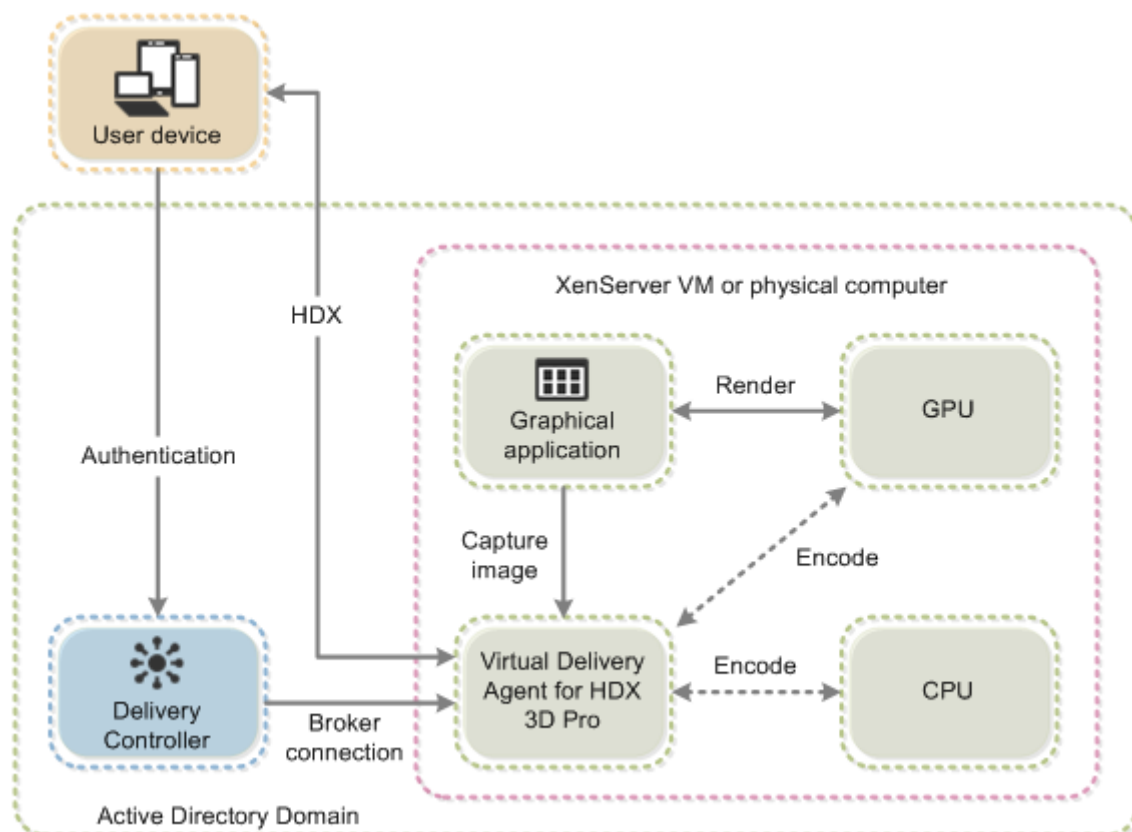 User device
XenServer VM or physical computer
HDX
Render
Graphical
application
GPU
Authentication
Capture
image
Encode
Virtual Delivery
Agent for HDX
3D Pro
Encode
CPU
Delivery
Controller
Broker
connection
Active Directory Domain